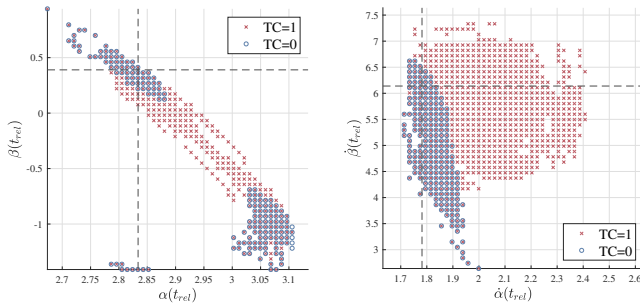 TC=1
TC=0
0.5
0
-0.5
-1
β(t_rel)
2.7 2.75 2.8 2.85 2.9 2.95 3 3.05 3.1
α(t_rel)
7.5
7
6.5
6
5.5
5
4.5
4
3.5
3
β̇(t_rel)
TC=1
TC=0
1.7 1.8 1.9 2 2.1 2.2 2.3 2.4 2.5 2.6
α̇(t_rel)